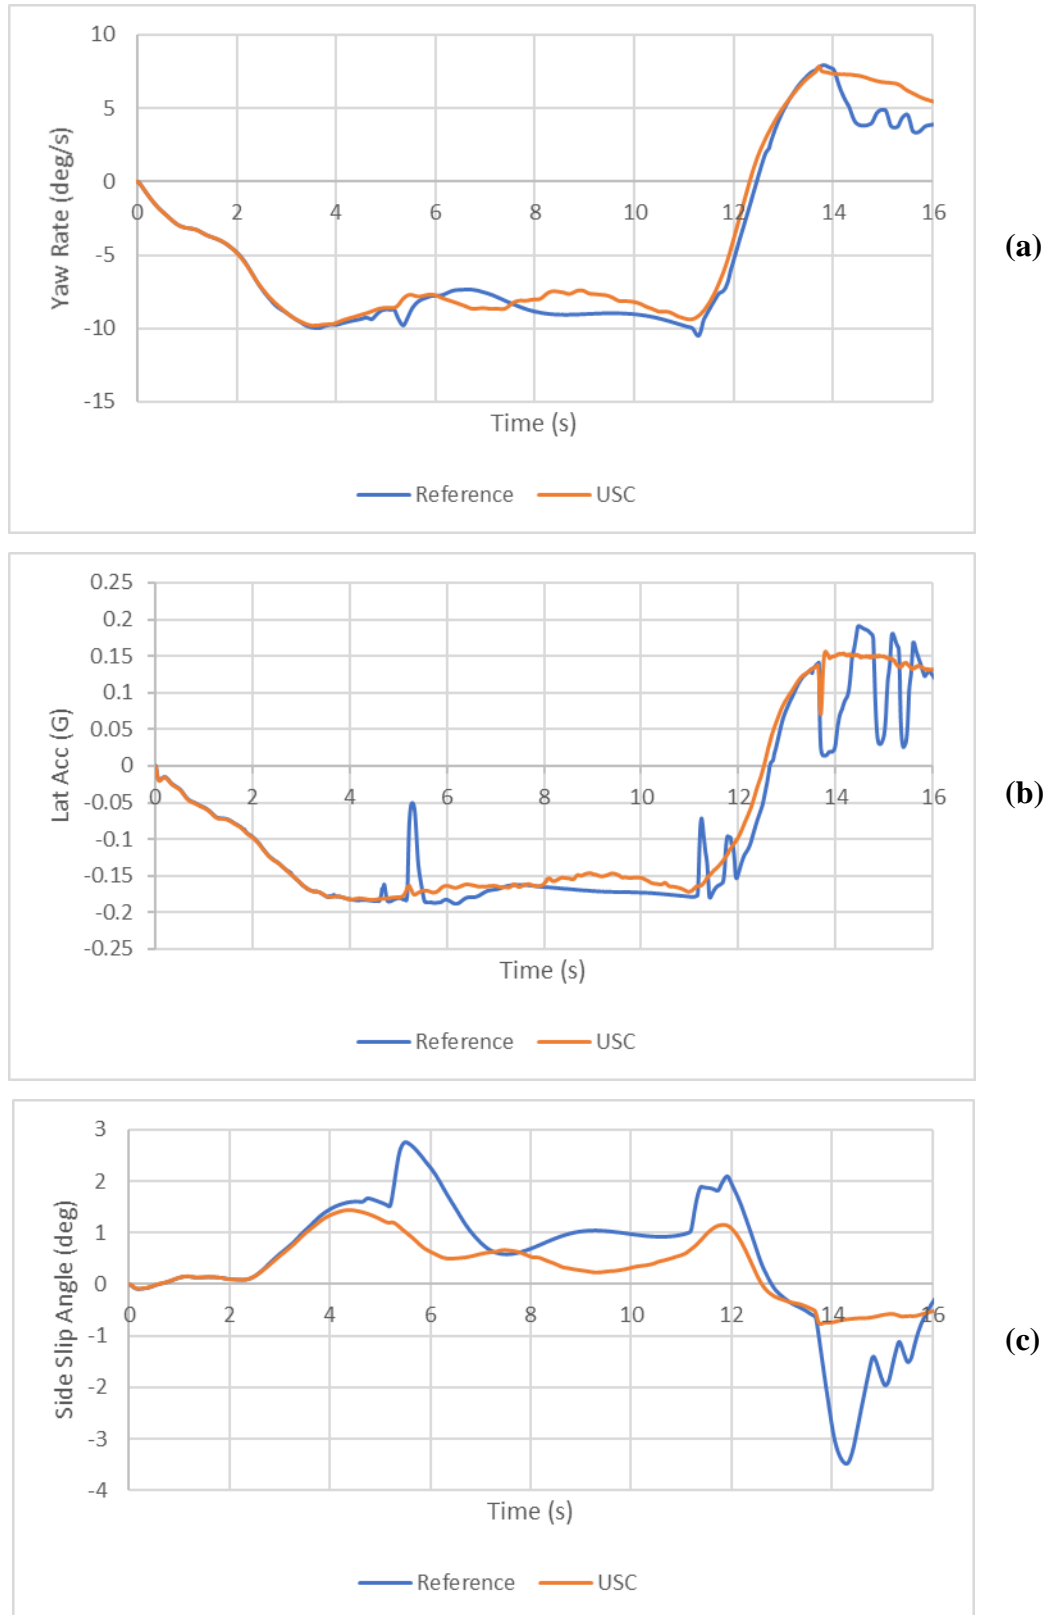 10
5
0
0 2 4 6 8 10 12 14 16
-5
-10
-15
Yaw Rate (deg/s)
Time (s)
Reference USC
(a)
0.25
0.2
0.15
0.1
0.05
0
0 2 4 6 8 10 12 14 16
-0.05
-0.1
-0.15
-0.2
-0.25
Lat Acc (G)
Time (s)
Reference USC
(b)
3
2
1
0
0 2 4 6 8 10 12 14 16
-1
-2
-3
-4
Side Slip Angle (deg)
Time (s)
Reference USC
(c)